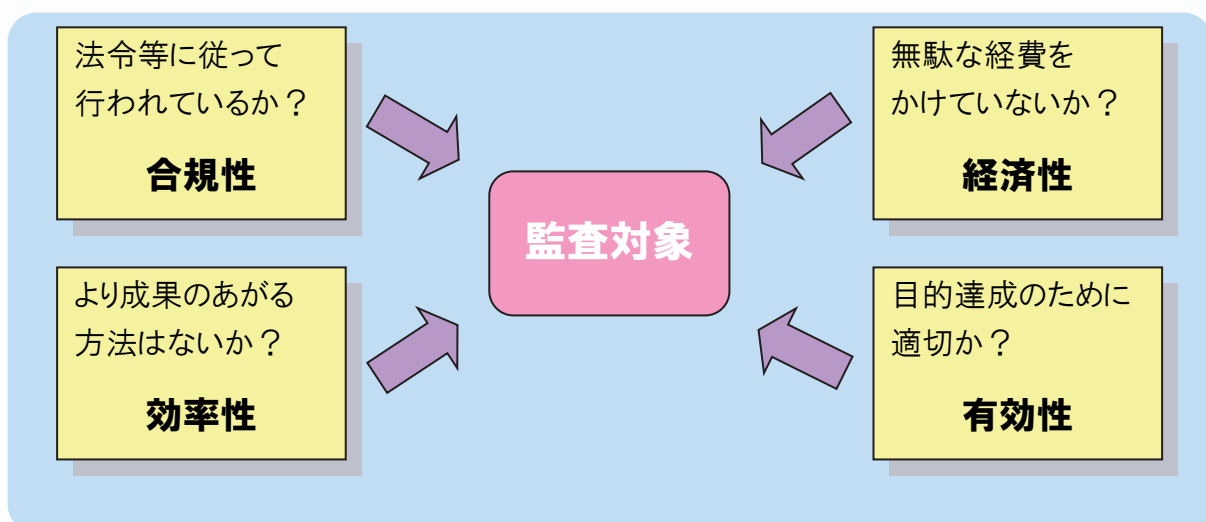 法令等に従って
行われているか？
合規性
無駄な経費を
かけていないか？
経済性
監査対象
より成果のあがる
方法はないか？
効率性
目的達成のために
適切か？
有効性